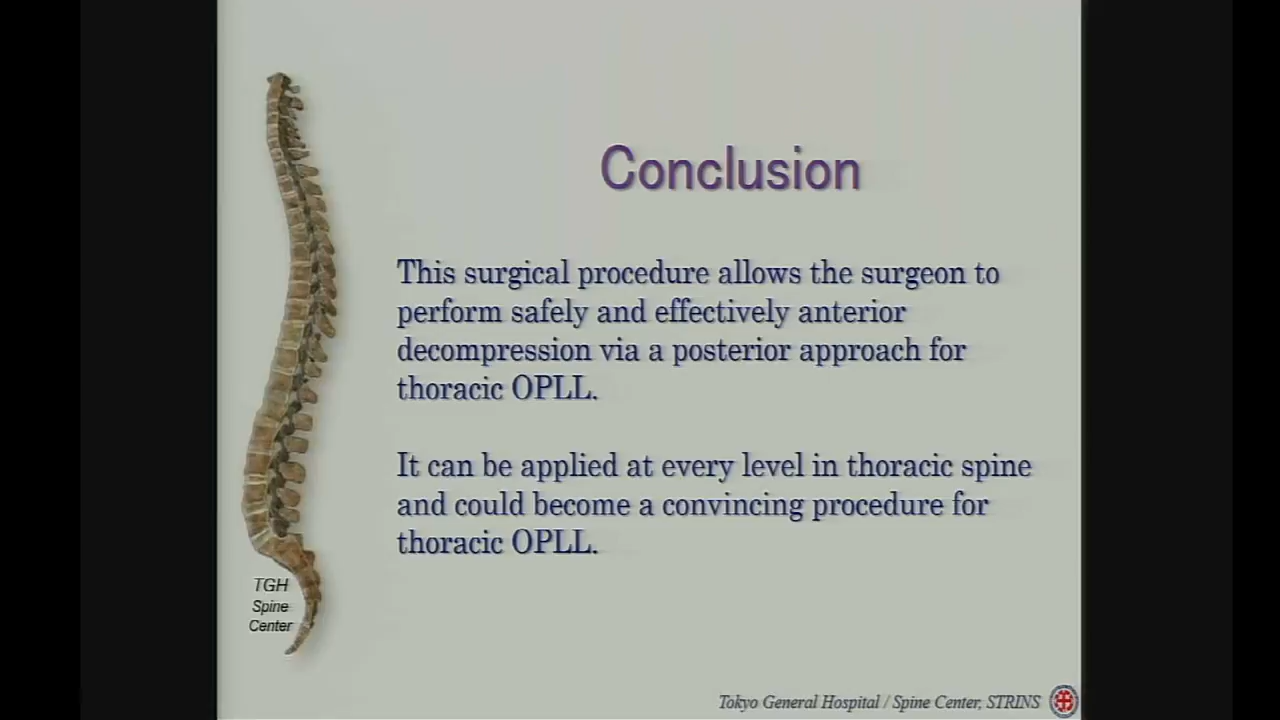 Conclusion
This surgical procedure allows the surgeon to
perform safely and effectively anterior
decompression via a posterior approach for
thoracic OPLL.
It can be applied at every level in thoracic spine
and could become a convincing procedure for
thoracic OPLL.
TGH
Spine
Center
Tokyo General Hospital / Spine Center, STRINS